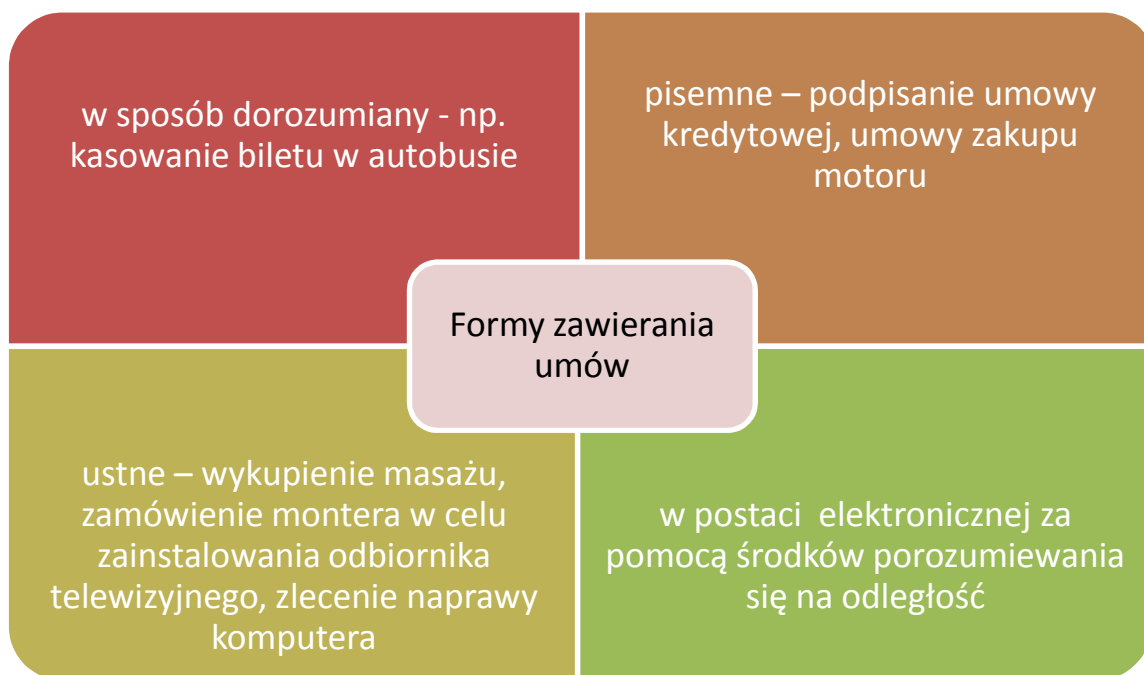 w sposób dorozumiany - np.
kasowanie biletu w autobusie
pisemne – podpisanie umowy
kredytowej, umowy zakupu
motoru
Formy zawierania
umów
ustne – wykupienie masażu,
zamówienie montera w celu
zainstalowania odbiornika
telewizyjnego, zlecenie naprawy
komputera
w postaci  elektronicznej za
pomocą środków porozumiewania
się na odległość